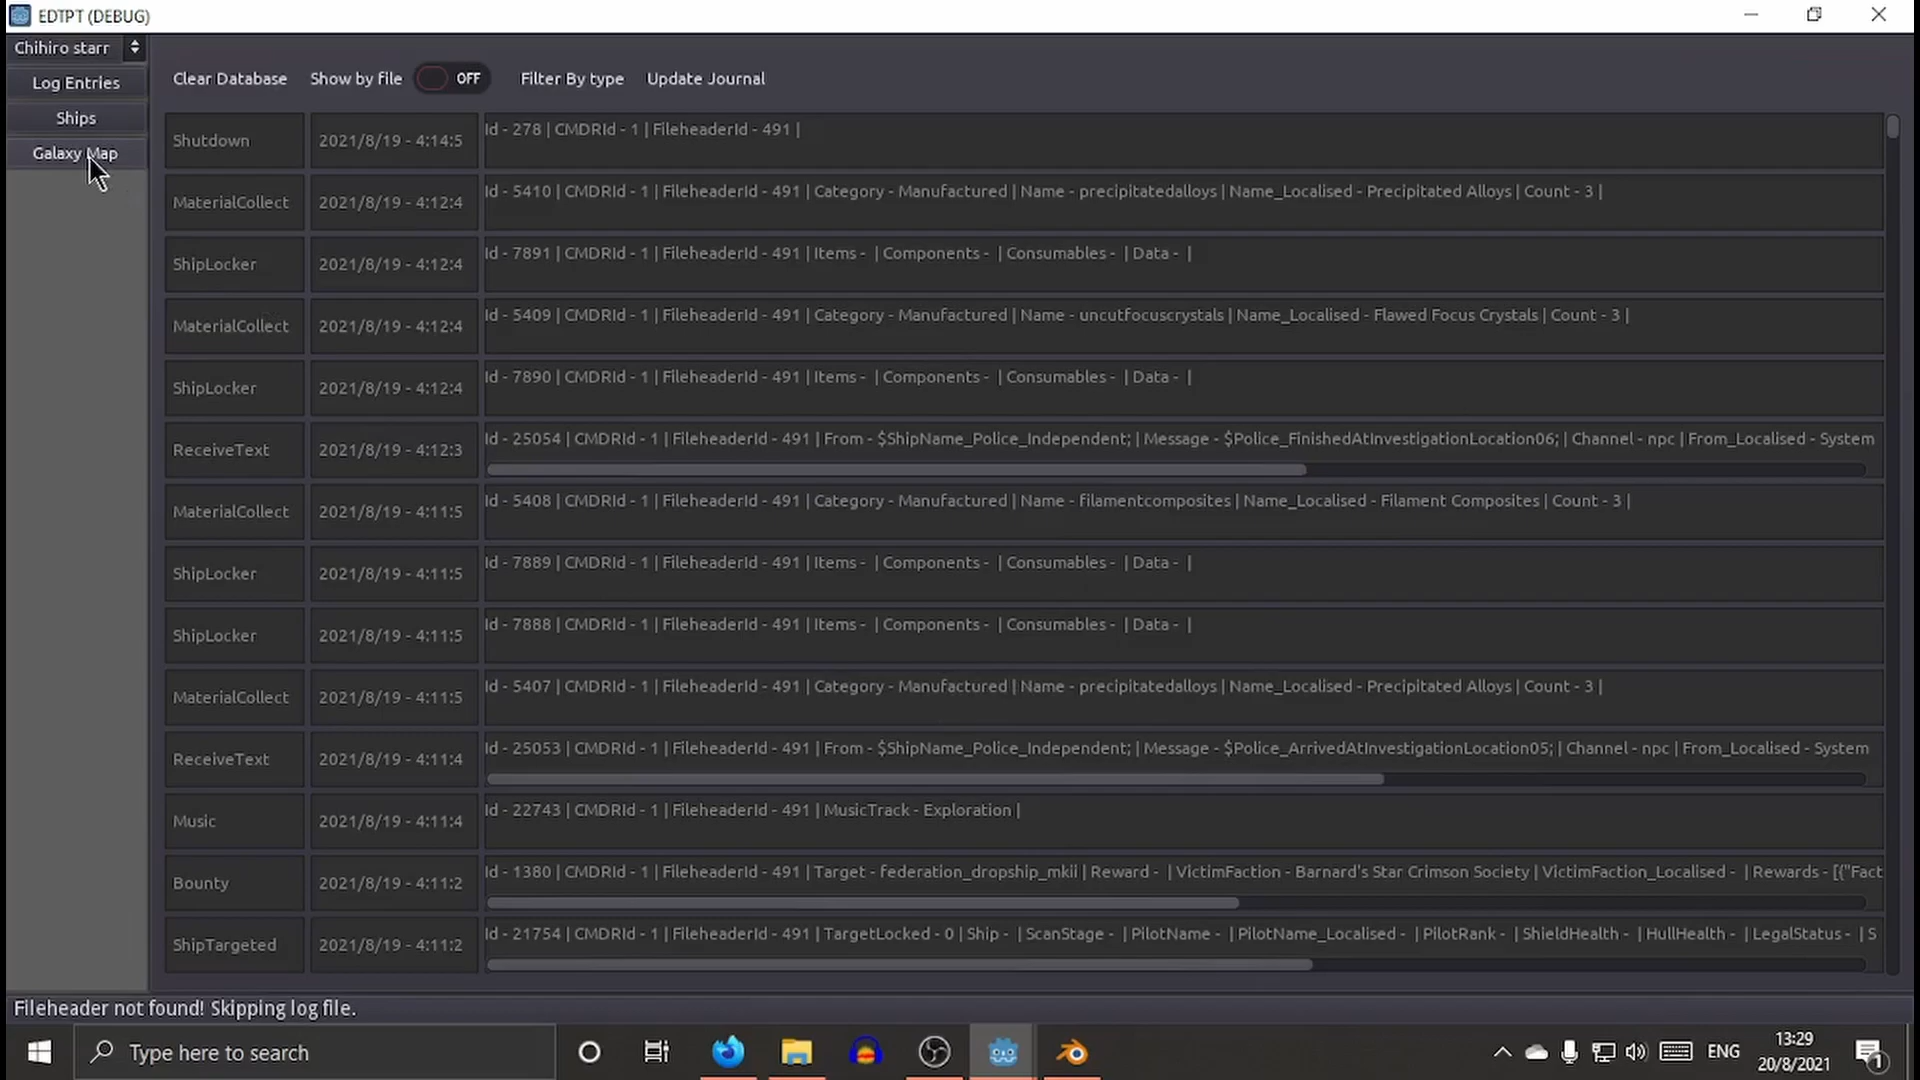 EDTPT (DEBUG)
Chihiro starr
Log Entries
Ships
Galaxy Map
Clear Database Show by file OFF Filter By type Update Journal
Shutdown 2021/8/19 - 4:14:5 Id - 278 | CMDRId - 1 | FileheaderId - 491 |
MaterialCollect 2021/8/19 - 4:12:4 Id - 5410 | CMDRId - 1 | FileheaderId - 491 | Category - Manufactured | Name - precipitatedalloys | Name_Localised - Precipitated Alloys | Count - 3 |
ShipLocker 2021/8/19 - 4:12:4 Id - 7891 | CMDRId - 1 | FileheaderId - 491 | Items - | Components - | Consumables - | Data - |
MaterialCollect 2021/8/19 - 4:12:4 Id - 5409 | CMDRId - 1 | FileheaderId - 491 | Category - Manufactured | Name - uncutfocuscrystals | Name_Localised - Flawed Focus Crystals | Count - 3 |
ShipLocker 2021/8/19 - 4:12:4 Id - 7890 | CMDRId - 1 | FileheaderId - 491 | Items - | Components - | Consumables - | Data - |
ReceiveText 2021/8/19 - 4:12:3 Id - 25054 | CMDRId - 1 | FileheaderId - 491 | From - $ShipName_Police_Independent; | Message - $Police_FinishedAtInvestigationLocation06; | Channel - npc | From_Localised - System
MaterialCollect 2021/8/19 - 4:11:5 Id - 5408 | CMDRId - 1 | FileheaderId - 491 | Category - Manufactured | Name - filamentcomposites | Name_Localised - Filament Composites | Count - 3 |
ShipLocker 2021/8/19 - 4:11:5 Id - 7889 | CMDRId - 1 | FileheaderId - 491 | Items - | Components - | Consumables - | Data - |
ShipLocker 2021/8/19 - 4:11:5 Id - 7888 | CMDRId - 1 | FileheaderId - 491 | Items - | Components - | Consumables - | Data - |
MaterialCollect 2021/8/19 - 4:11:5 Id - 5407 | CMDRId - 1 | FileheaderId - 491 | Category - Manufactured | Name - precipitatedalloys | Name_Localised - Precipitated Alloys | Count - 3 |
ReceiveText 2021/8/19 - 4:11:4 Id - 25053 | CMDRId - 1 | FileheaderId - 491 | From - $ShipName_Police_Independent; | Message - $Police_ArrivedAtInvestigationLocation05; | Channel - npc | From_Localised - System
Music 2021/8/19 - 4:11:4 Id - 22743 | CMDRId - 1 | FileheaderId - 491 | MusicTrack - Exploration |
Bounty 2021/8/19 - 4:11:2 Id - 1380 | CMDRId - 1 | FileheaderId - 491 | Target - federation_dropship_mkii | Reward - | VictimFaction - Barnard's Star Crimson Society | VictimFaction_Localised - | Rewards - [{"Fact
ShipTargeted 2021/8/19 - 4:11:2 Id - 21754 | CMDRId - 1 | FileheaderId - 491 | TargetLocked - 0 | Ship - | ScanStage - | PilotName - | PilotName_Localised - | PilotRank - | ShieldHealth - | HullHealth - | LegalStatus - | S
Fileheader not found! Skipping log file.
Type here to search
ENG
13:29
20/8/2021
1